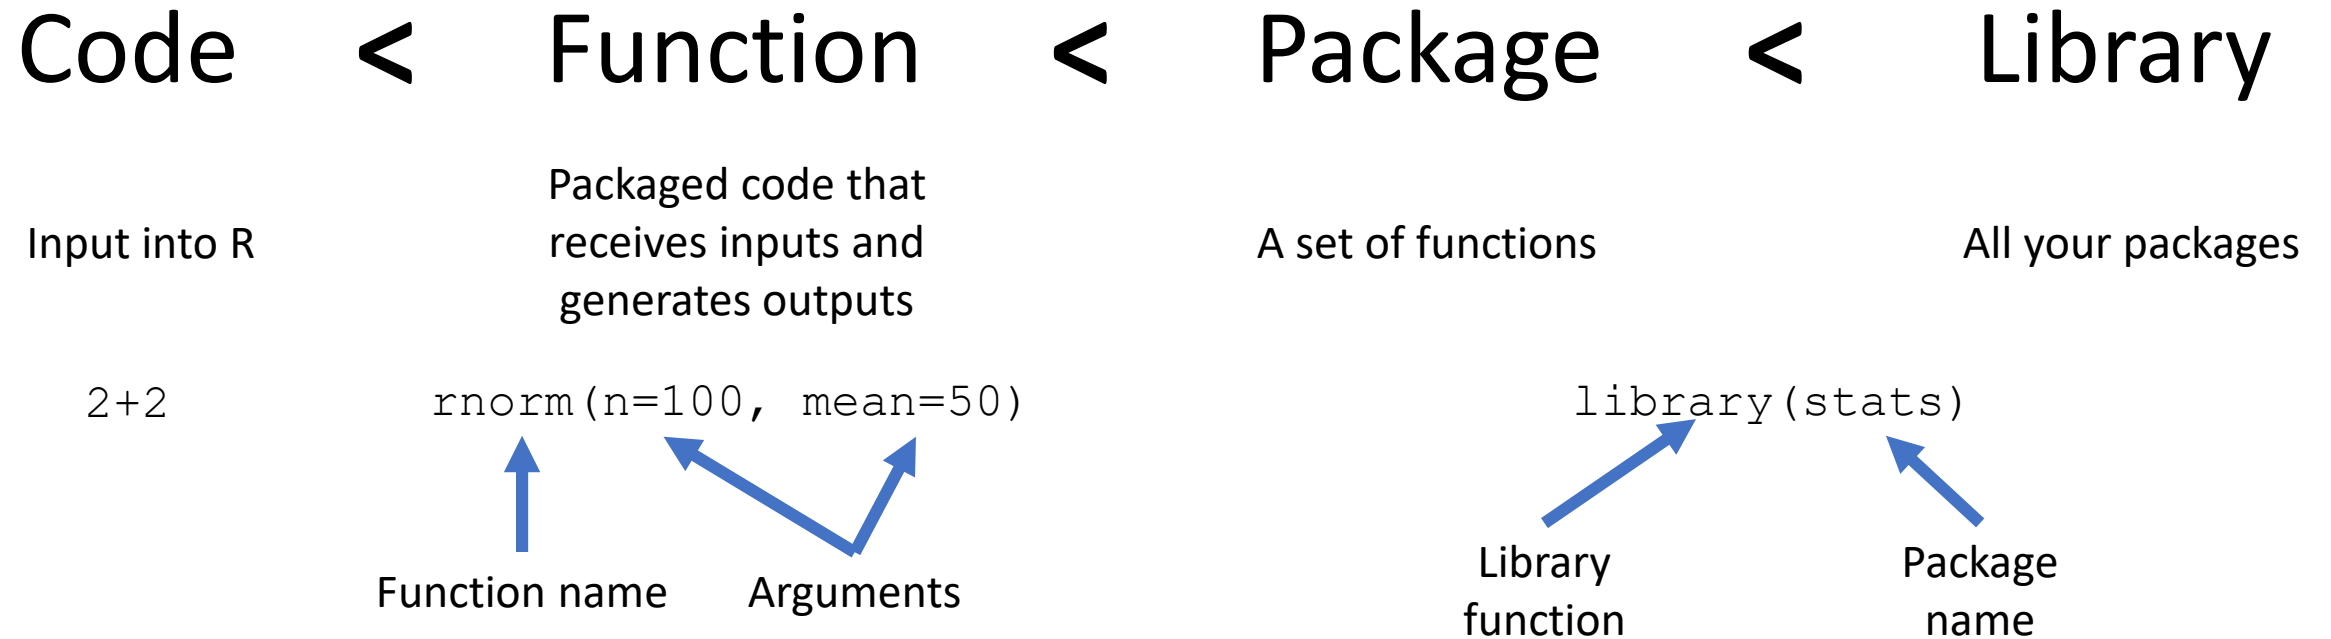 Code < Function < Package < Library
Input into R
Packaged code that
receives inputs and
generates outputs
A set of functions
All your packages
2+2
rnorm(n=100, mean=50)
library(stats)
Function name
Arguments
Library
function
Package
name